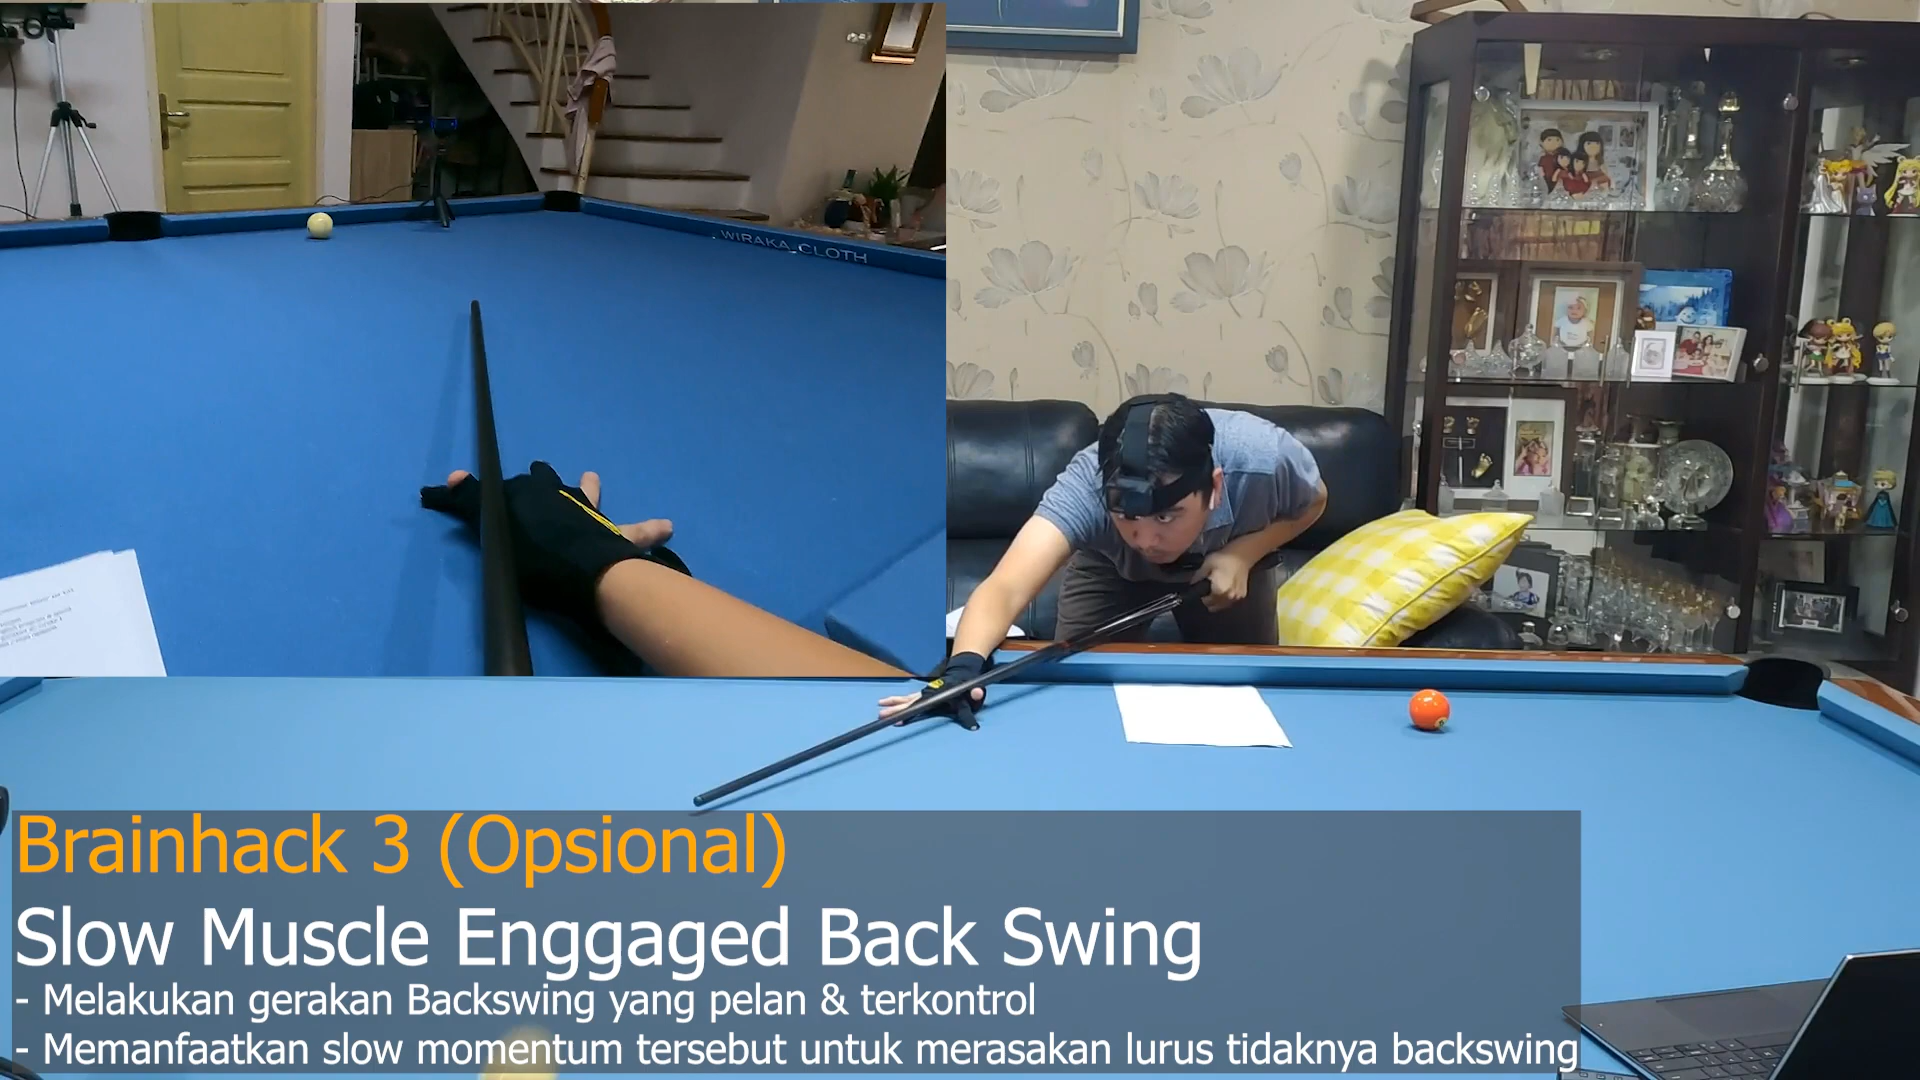 WIRAKA CLOTH
Brainhack 3 (Opsional)
Slow Muscle Enggaged Back Swing
- Melakukan gerakan Backswing yang pelan & terkontrol
- Memanfaatkan slow momentum tersebut untuk merasakan lurus tidaknya backswing